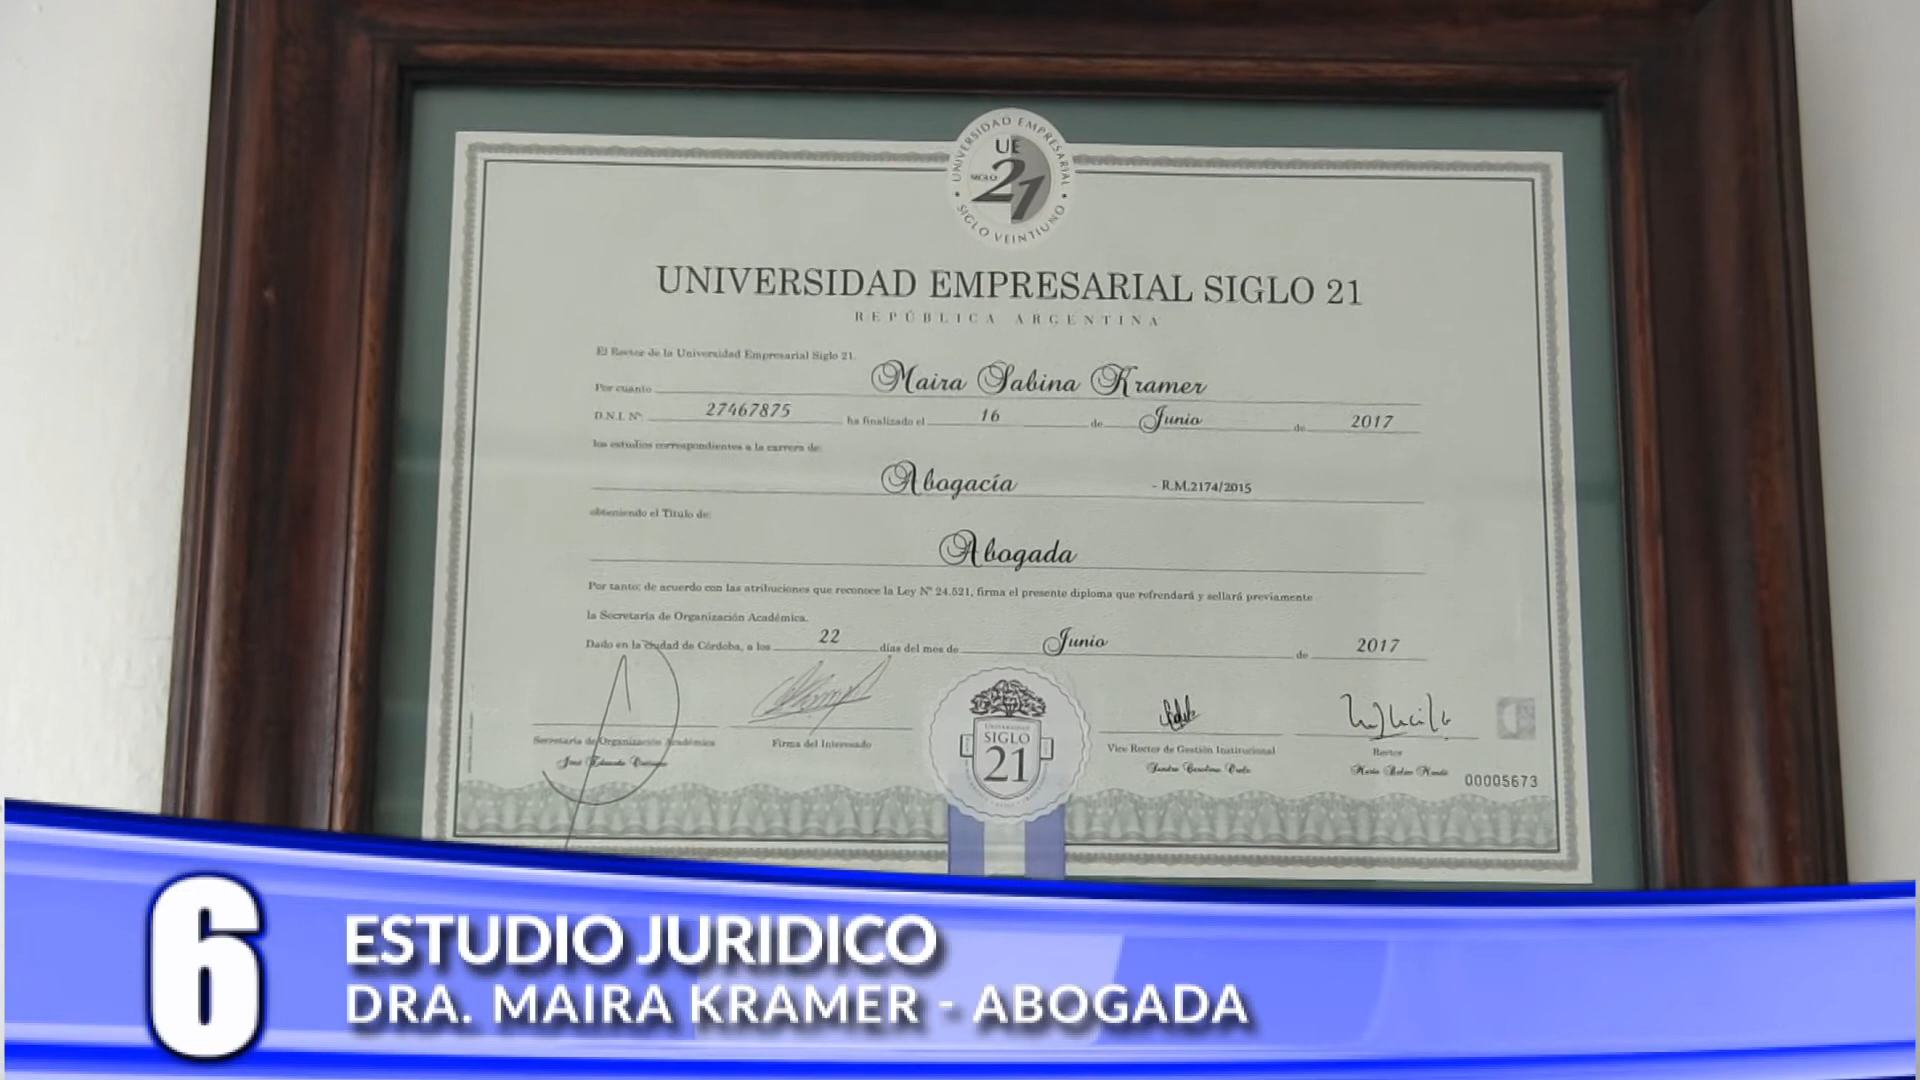 UNIVERSIDAD EMPRESARIAL
UE
SIGLO 21
SIGLO VEINTIUNO
UNIVERSIDAD EMPRESARIAL SIGLO 21
REPÚBLICA ARGENTINA
El Rector de la Universidad Empresarial Siglo 21.
Por cuanto Maira Sabina Kramer
D.N.I. Nº: 27467875 ha finalizado el 16 de Junio de 2017
los estudios correspondientes a la carrera de:
Abogacía - R.M.2174/2015
obteniendo el Título de:
Abogada
Por tanto: de acuerdo con las atribuciones que reconoce la Ley Nº 24.521, firma el presente diploma que refrendará y sellará previamente
la Secretaría de Organización Académica.
Dado en la ciudad de Córdoba, a los 22 días del mes de Junio de 2017
Secretaría de Organización Académica
Firma del Interesado
UNIVERSIDAD
SIGLO
21
Vice Rector de Gestión Institucional
Rector
00005673
6
ESTUDIO JURIDICO
DRA. MAIRA KRAMER - ABOGADA